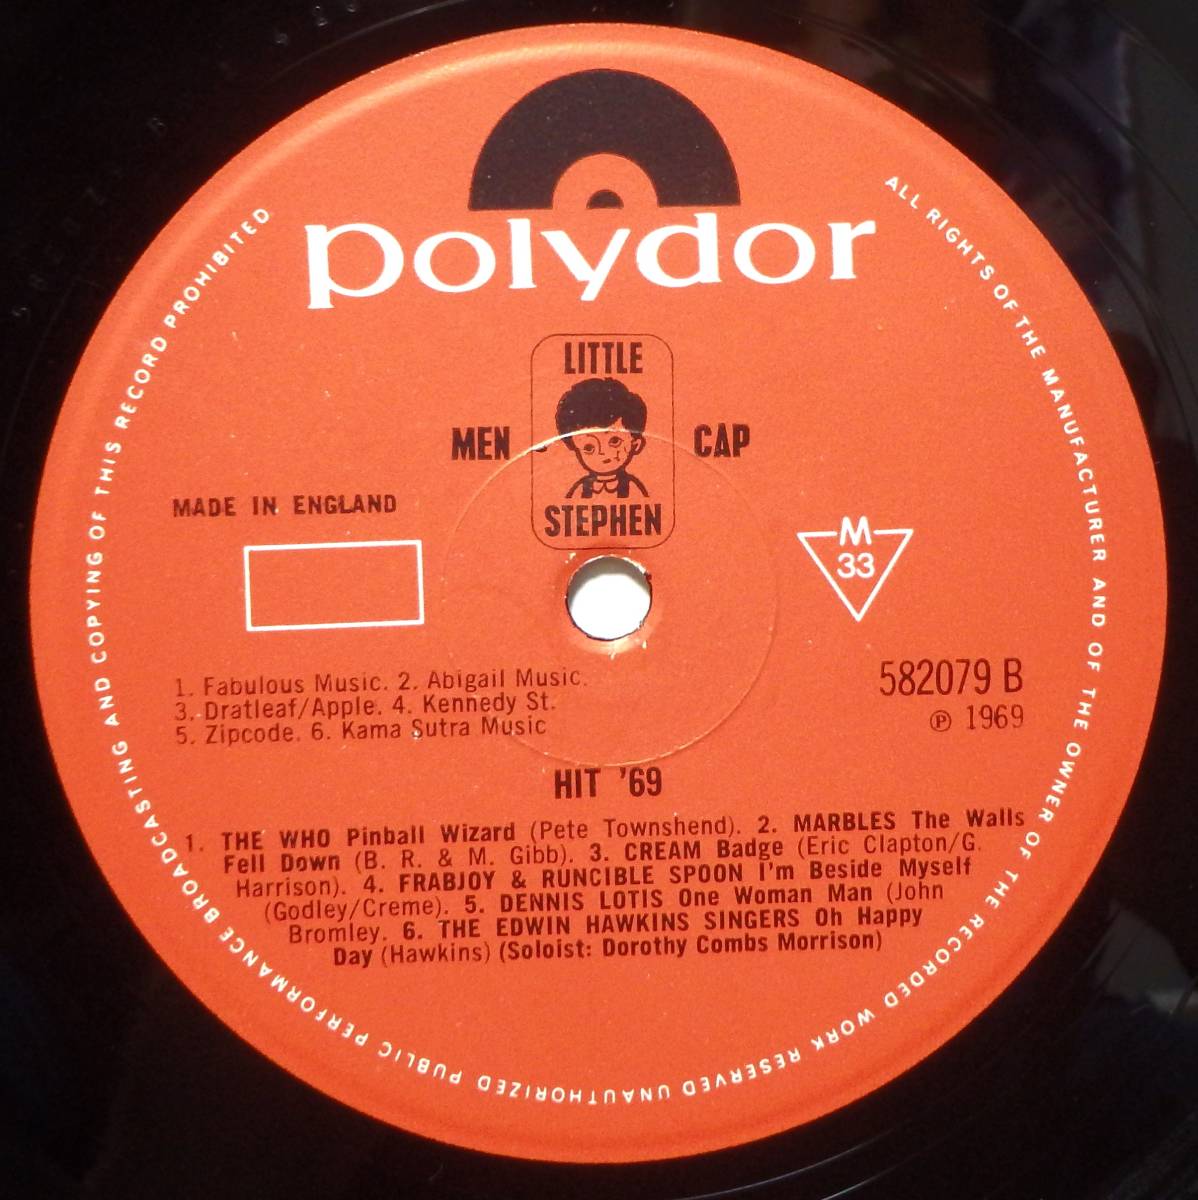 polydor
LITTLE
MEN CAP
STEPHEN
MADE IN ENGLAND
M
33
582079 B
℗ 1969
1. Fabulous Music. 2. Abigail Music.
3. Dratleaf/Apple. 4. Kennedy St.
5. Zipcode. 6. Kama Sutra Music
HIT '69
1. THE WHO Pinball Wizard (Pete Townshend). 2. MARBLES The Walls
Fell Down (B. R. & M. Gibb). 3. CREAM Badge (Eric Clapton/G.
Harrison). 4. FRABJOY & RUNCIBLE SPOON I'm Beside Myself
(Godley/Creme). 5. DENNIS LOTIS One Woman Man (John
Bromley. 6. THE EDWIN HAWKINS SINGERS Oh Happy
Day (Hawkins) (Soloist: Dorothy Combs Morrison)
ALL RIGHTS OF THE MANUFACTURER AND OF THE OWNER OF THE RECORDED WORK RESERVED UNAUTHORIZED PUBLIC PERFORMANCE BROADCASTING AND COPYING OF THIS RECORD PROHIBITED